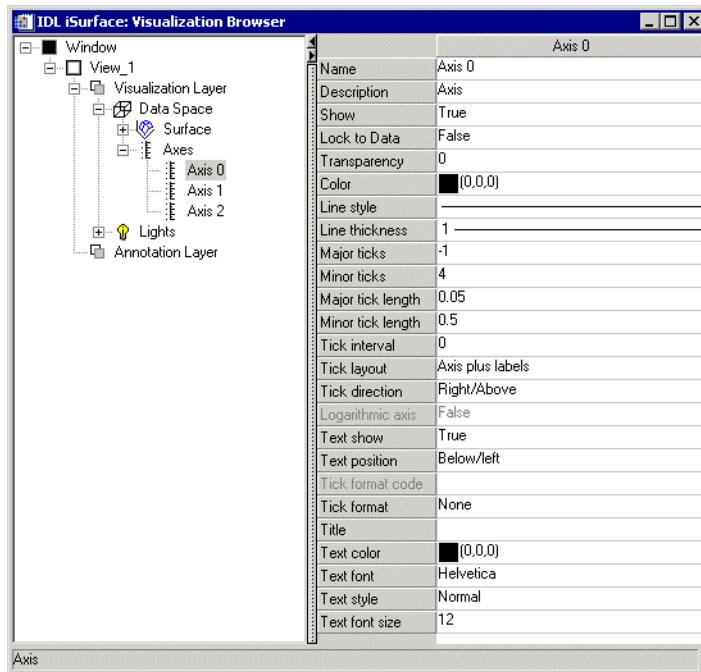 IDL iSurface: Visualization Browser
Window
View_1
Visualization Layer
Data Space
Surface
Axes
Axis 0
Axis 1
Axis 2
Lights
Annotation Layer
Axis 0
Name Axis 0
Description Axis
Show True
Lock to Data False
Transparency 0
Color (0,0,0)
Line style
Line thickness 1
Major ticks -1
Minor ticks 4
Major tick length 0.05
Minor tick length 0.5
Tick interval 0
Tick layout Axis plus labels
Tick direction Right/Above
Logarithmic axis False
Text show True
Text position Below/left
Tick format code
Tick format None
Title
Text color (0,0,0)
Text font Helvetica
Text style Normal
Text font size 12
Axis